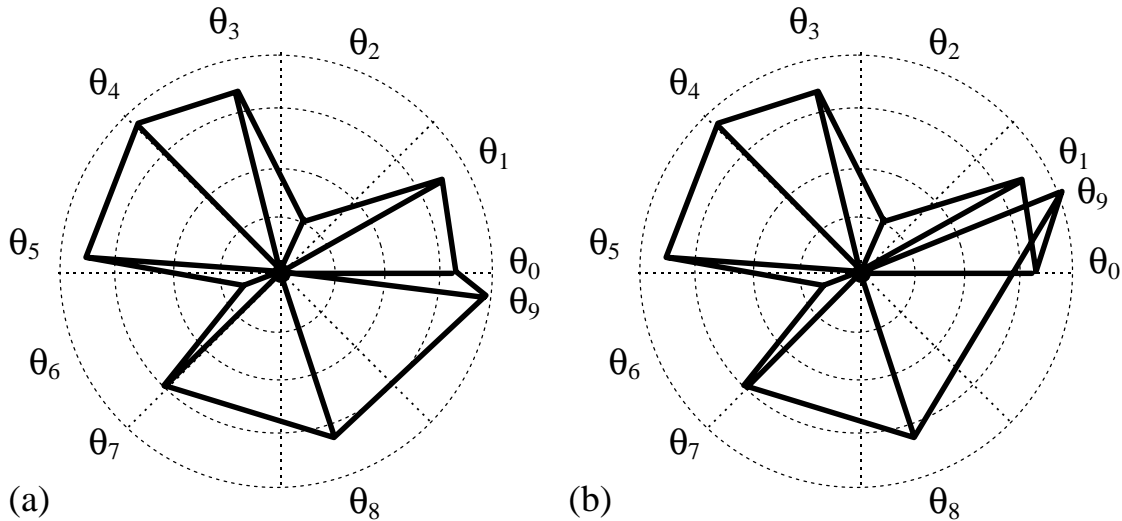 θ3 θ2 θ3 θ2
θ4 θ1 θ4 θ1
θ9
θ5 θ0 θ5 θ0
θ9
θ6 θ6
θ7 θ7
(a) θ8 (b) θ8